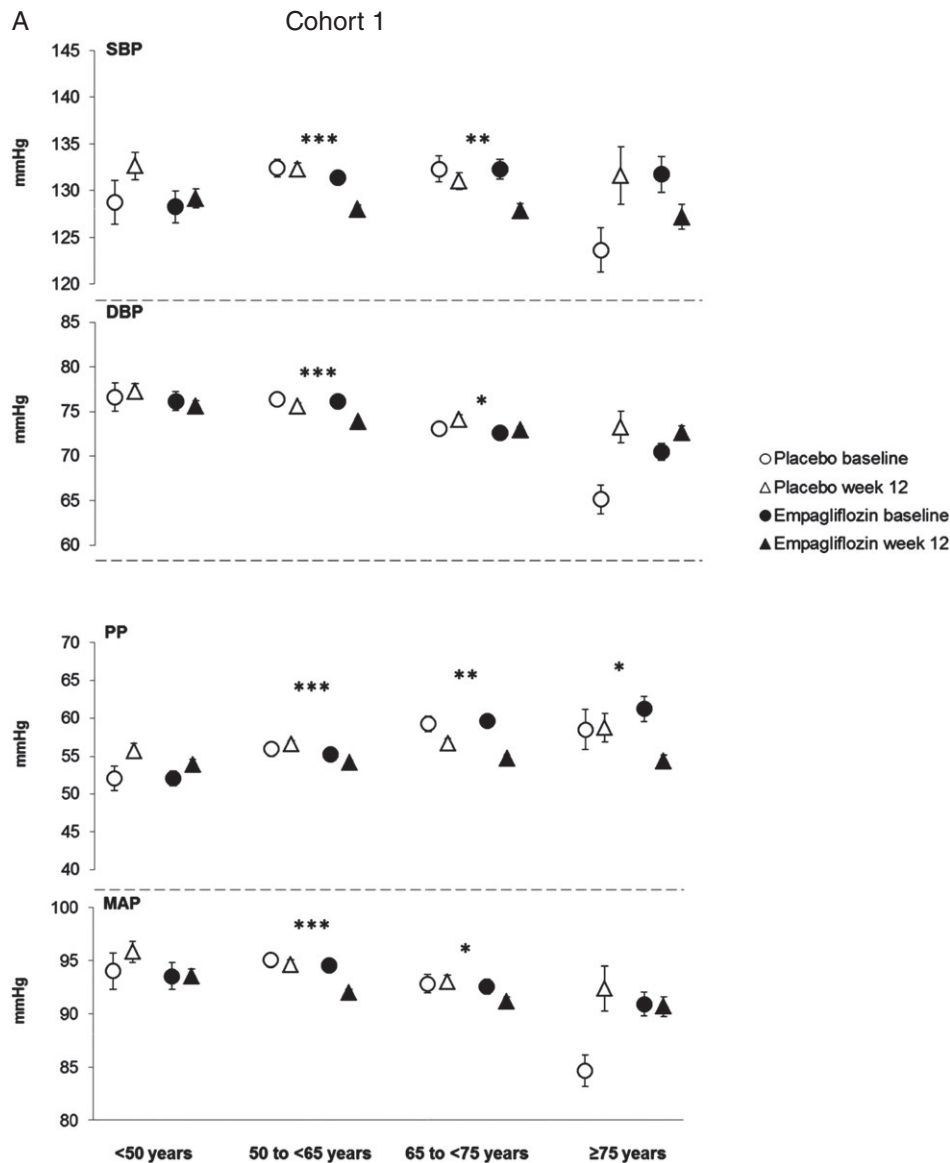 A Cohort 1
SBP
145
140
135
130
125
120
mmHg
*** **
DBP
85
80
75
70
65
60
mmHg
*** *
○ Placebo baseline
△ Placebo week 12
● Empagliflozin baseline
▲ Empagliflozin week 12
PP
70
65
60
55
50
45
40
mmHg
*** ** *
MAP
100
95
90
85
80
mmHg
*** *
<50 years 50 to <65 years 65 to <75 years ≥75 years